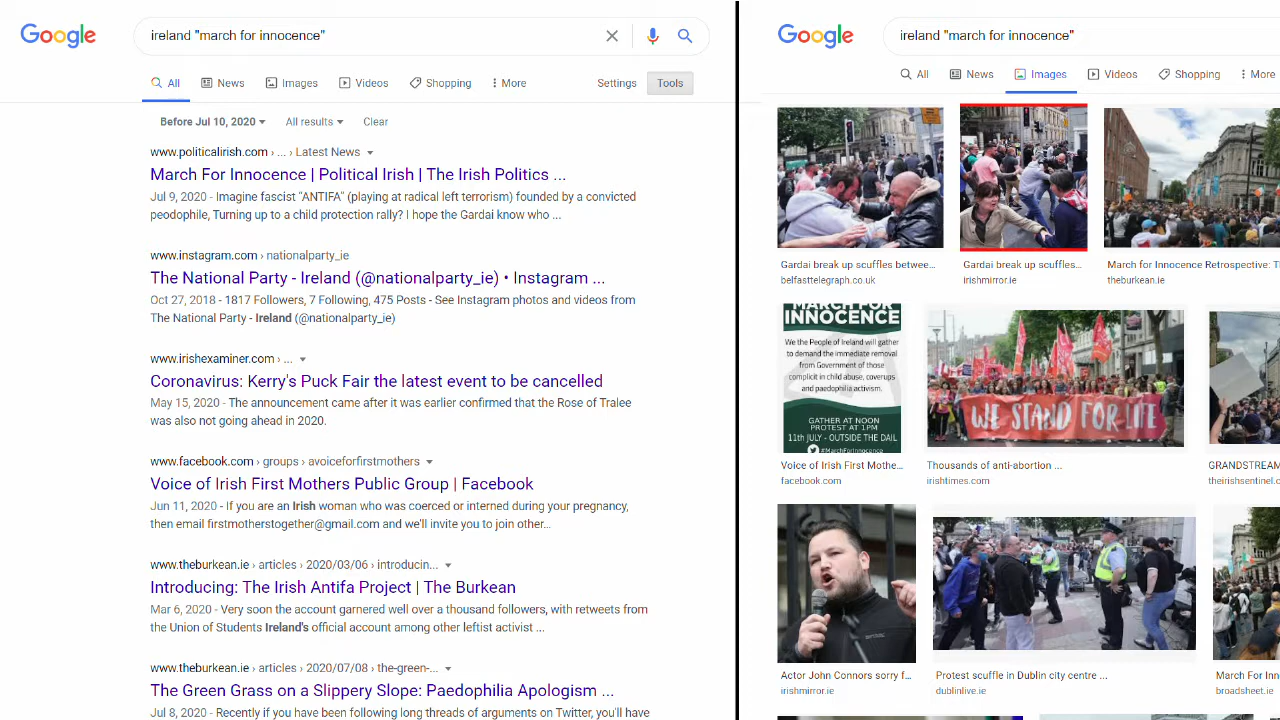 Google
ireland "march for innocence"
All
News
Images
Videos
Shopping
More
Settings
Tools
Before Jul 10, 2020
All results
Clear
www.politicalirish.com › ... › Latest News
March For Innocence | Political Irish | The Irish Politics ...
Jul 9, 2020 - Imagine fascist "ANTIFA" (playing at radical left terrorism) founded by a convicted
peodophile, Turning up to a child protection rally? I hope the Gardai know who ...
www.instagram.com › nationalparty_ie
The National Party - Ireland (@nationalparty_ie) • Instagram ...
Oct 27, 2018 - 1817 Followers, 7 Following, 475 Posts - See Instagram photos and videos from
The National Party - Ireland (@nationalparty_ie)
www.irishexaminer.com › ...
Coronavirus: Kerry's Puck Fair the latest event to be cancelled
May 15, 2020 - The announcement came after it was earlier confirmed that the Rose of Tralee
was also not going ahead in 2020.
www.facebook.com › groups › avoiceforfirstmothers
Voice of Irish First Mothers Public Group | Facebook
Jun 11, 2020 - If you are an Irish woman who was coerced or interned during your pregnancy,
then email firstmotherstogether@gmail.com and we'll invite you to join other...
www.theburkean.ie › articles › 2020/03/06 › introducin...
Introducing: The Irish Antifa Project | The Burkean
Mar 6, 2020 - Very soon the account garnered well over a thousand followers, with retweets from
the Union of Students Ireland's official account among other leftist activist ...
www.theburkean.ie › articles › 2020/07/08 › the-green-...
The Green Grass on a Slippery Slope: Paedophilia Apologism ...
Jul 8, 2020 - Recently if you have been following long threads of arguments on Twitter, you'll have
Google
ireland "march for innocence"
All
News
Images
Videos
Shopping
More
Gardai break up scuffles betwee...
belfasttelegraph.co.uk
Gardai break up scuffles...
irishmirror.ie
March for Innocence Retrospective: T
theburkean.ie
MARCH FOR
INNOCENCE
We the People of Ireland will gather
to demand the immediate removal
from Government of those
complicit in child abuse, coverups
and paedophilia activism.
GATHER AT NOON
PROTEST AT 1PM
11th JULY - OUTSIDE THE DAIL
#MarchForInnocence
WE STAND FOR LIFE
Voice of Irish First Mothe...
facebook.com
Thousands of anti-abortion ...
irishtimes.com
GRANDSTREAM
theirishsentinel.c
Actor John Connors sorry f...
irishmirror.ie
Protest scuffle in Dublin city centre ...
dublinlive.ie
March For Inn
broadsheet.ie